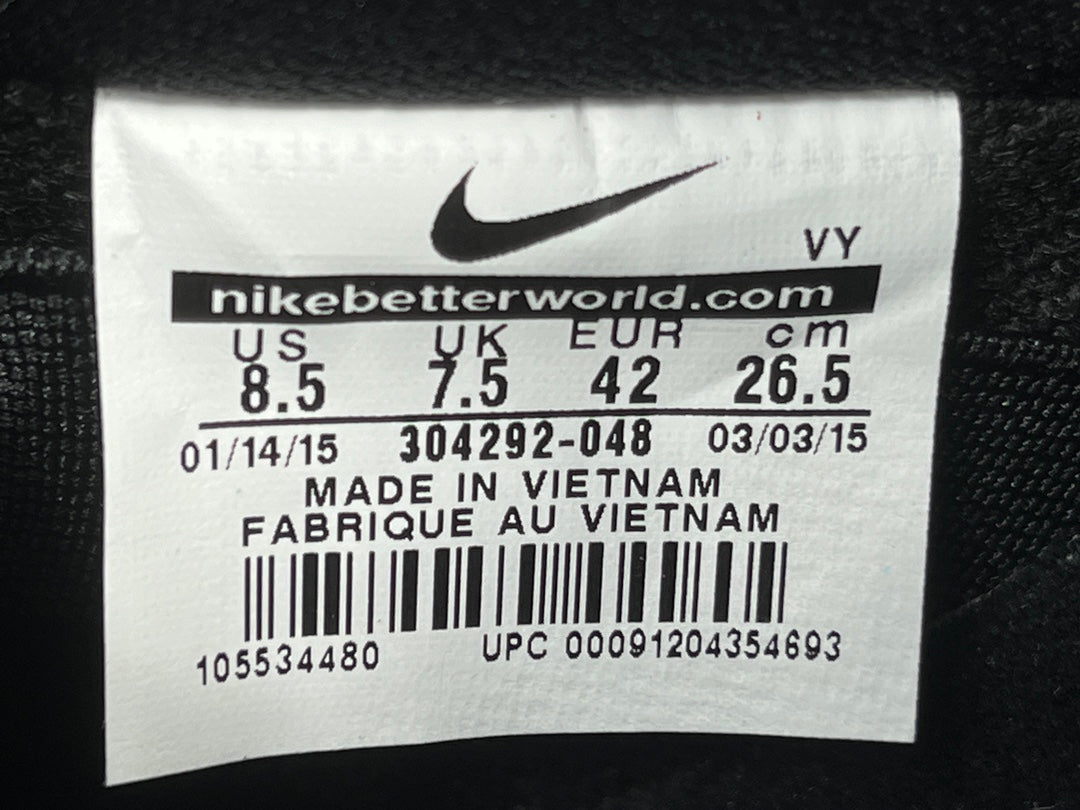 VY
nikebetterworld.com
US UK EUR cm
8.5 7.5 42 26.5
01/14/15 304292-048 03/03/15
MADE IN VIETNAM
FABRIQUE AU VIETNAM
105534480 UPC 00091204354693